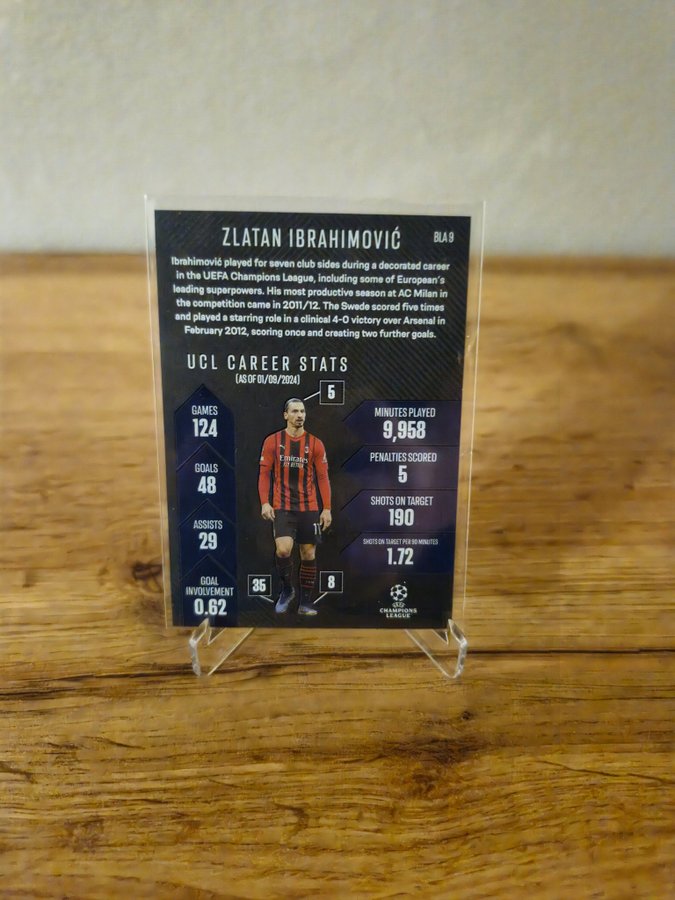 ZLATAN IBRAHIMOVIĆ
BLA 9
Ibrahimović played for seven club sides during a decorated career
in the UEFA Champions League, including some of European's
leading superpowers. His most productive season at AC Milan in
the competition came in 2011/12. The Swede scored five times
and played a starring role in a clinical 4-0 victory over Arsenal in
February 2012, scoring once and creating two further goals.
UCL CAREER STATS
(AS OF 01/09/2024)
5
GAMES
124
GOALS
48
ASSISTS
29
GOAL
INVOLVEMENT
0.62
Emirates
FLY BETTER
11
35
8
MINUTES PLAYED
9,958
PENALTIES SCORED
5
SHOTS ON TARGET
190
SHOTS ON TARGET PER 90 MINUTES
1.72
UEFA
CHAMPIONS
LEAGUE